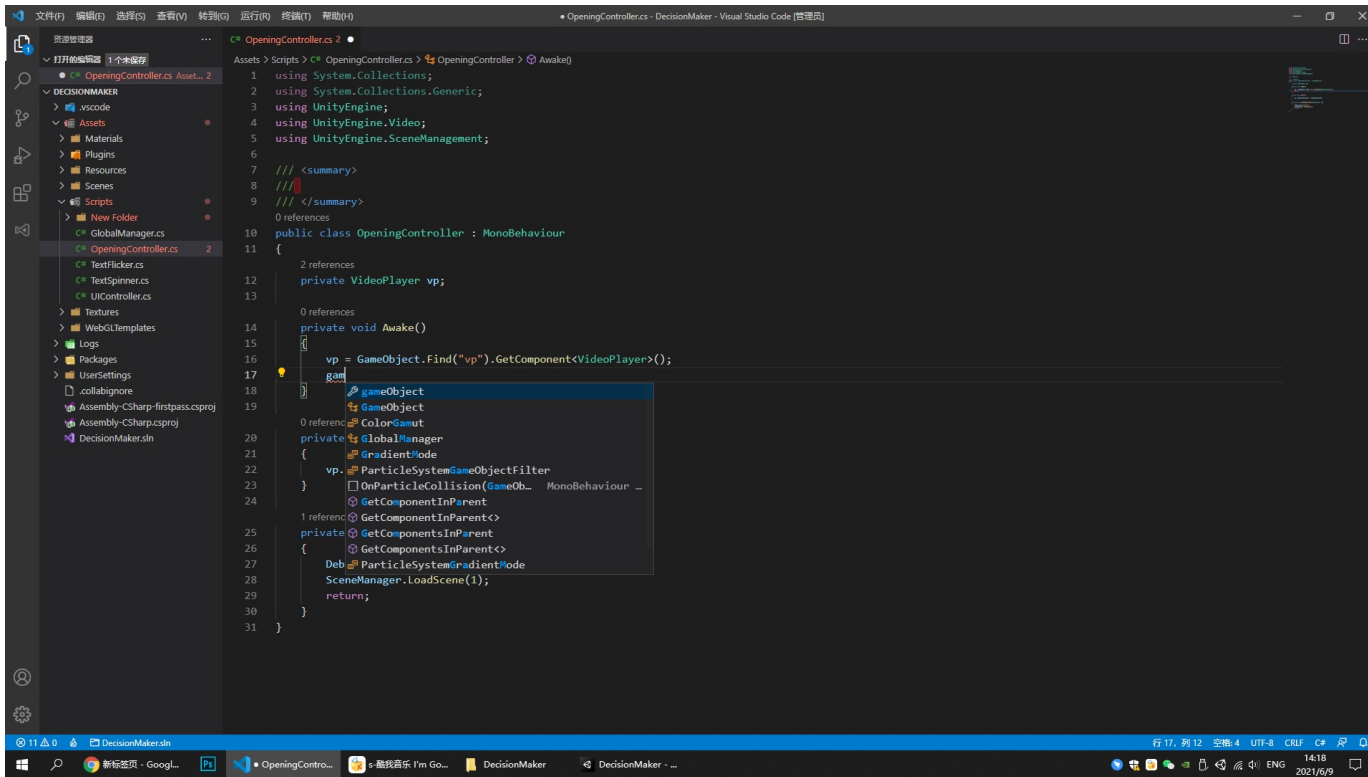 文件(F) 编辑(E) 选择(S) 查看(V) 转到(G) 运行(R) 终端(T) 帮助(H)
● OpeningController.cs - DecisionMaker - Visual Studio Code [管理员]
资源管理器 ···
打开的编辑器 1个未保存
● C# OpeningController.cs Asset... 2
DECISIONMAKER
.vscode
Assets
Materials
Plugins
Resources
Scenes
Scripts
New Folder
C# GlobalManager.cs
C# OpeningController.cs 2
C# TextFlicker.cs
C# TextSpinner.cs
C# UIController.cs
Textures
WebGLTemplates
Logs
Packages
UserSettings
.collabignore
Assembly-CSharp-firstpass.csproj
Assembly-CSharp.csproj
DecisionMaker.sln
C# OpeningController.cs 2 ●
Assets > Scripts > C# OpeningController.cs > OpeningController > Awake()
1 using System.Collections;
2 using System.Collections.Generic;
3 using UnityEngine;
4 using UnityEngine.Video;
5 using UnityEngine.SceneManagement;
6
7 /// <summary>
8 ///
9 /// </summary>
0 references
10 public class OpeningController : MonoBehaviour
11 {
2 references
12 private VideoPlayer vp;
13
0 references
14 private void Awake()
15 {
16 vp = GameObject.Find("vp").GetComponent<VideoPlayer>();
17 gam
18 }
19
0 referenc
20 private
21 {
22 vp.
23 }
24
1 referenc
25 private
26 {
27 Deb
28 SceneManager.LoadScene(1);
29 return;
30 }
31 }
gameObject
GameObject
ColorGamut
GlobalManager
GradientMode
ParticleSystemGameObjectFilter
OnParticleCollision(GameOb… MonoBehaviour …
GetComponentInParent
GetComponentInParent<>
GetComponentsInParent
GetComponentsInParent<>
ParticleSystemGradientMode
11 0 DecisionMaker.sln
行 17, 列 12 空格: 4 UTF-8 CRLF C#
新标签页 - Googl...
Ps
● OpeningContro...
s-酷我音乐 I'm Go...
DecisionMaker
DecisionMaker - ...
ENG
14:18
2021/6/9